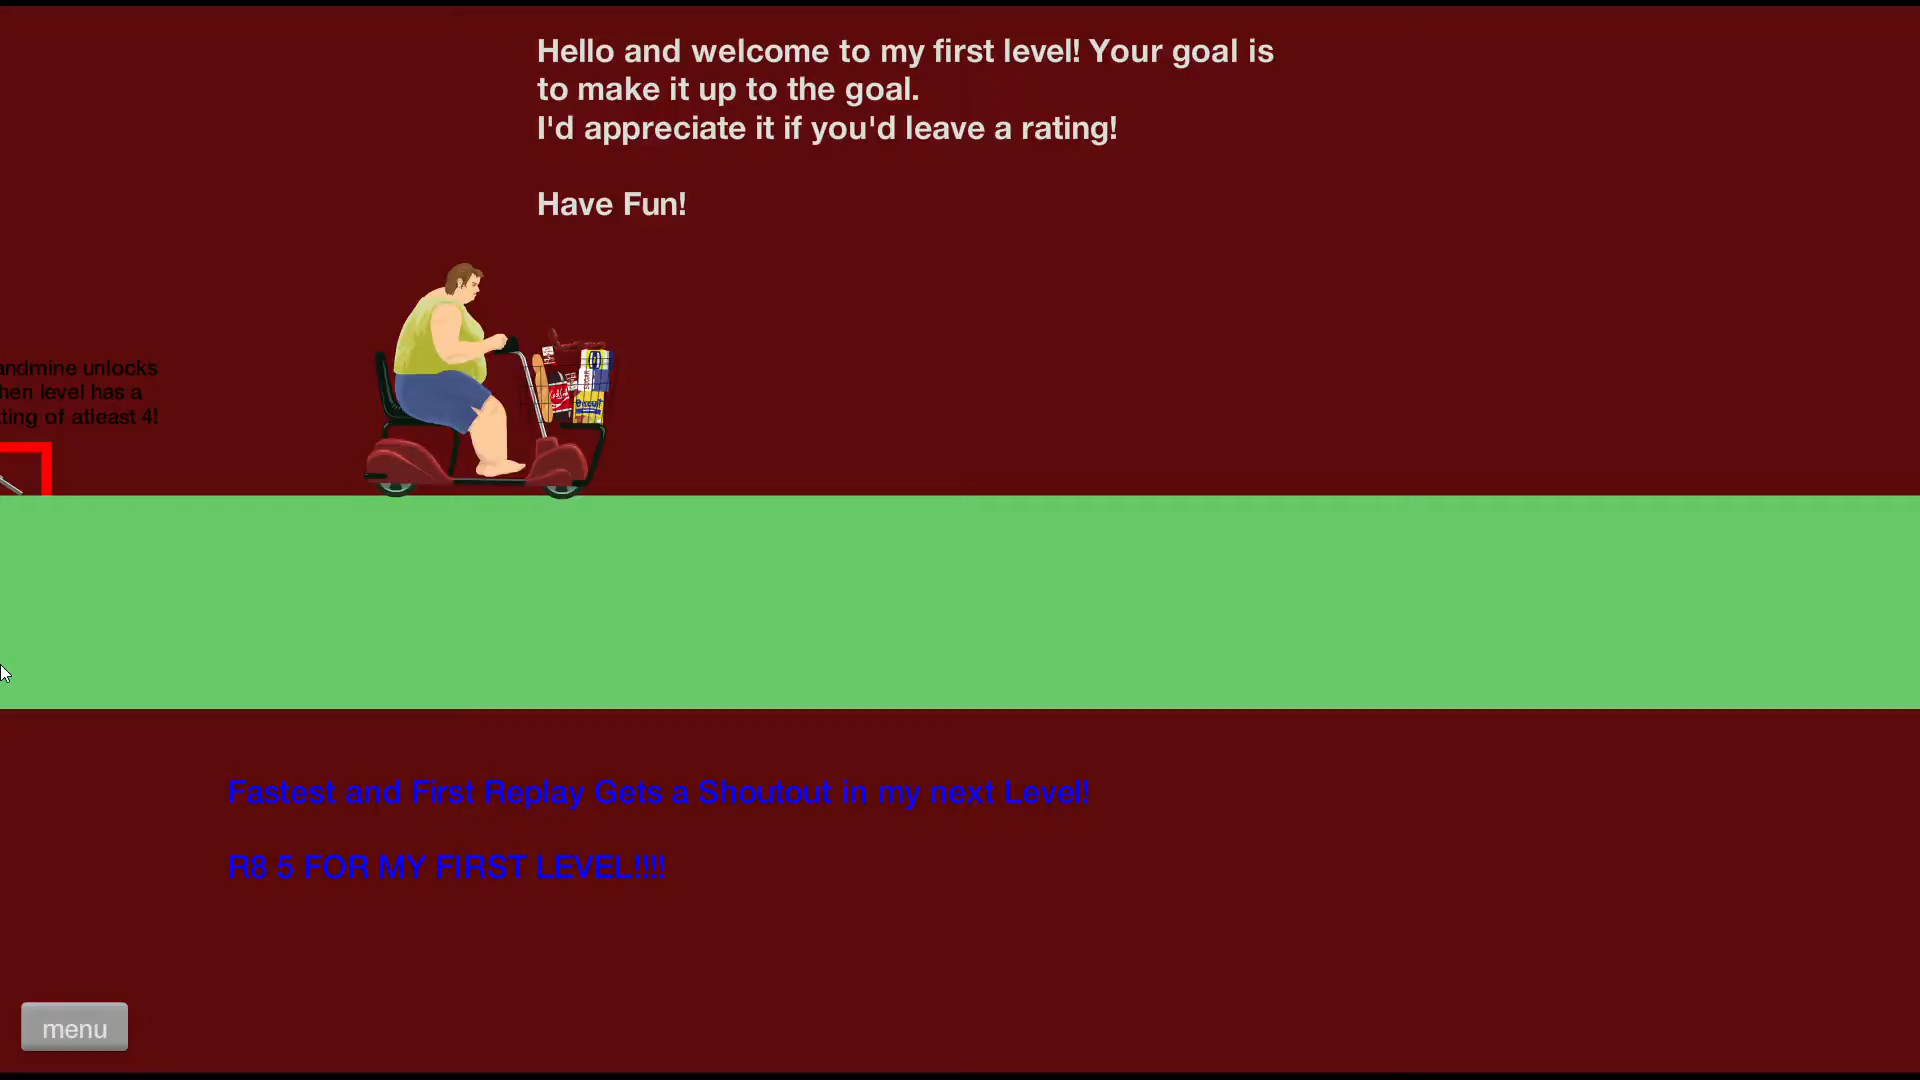 Hello and welcome to my first level! Your goal is
to make it up to the goal.
I'd appreciate it if you'd leave a rating!
Have Fun!
andmine unlocks
hen level has a
ting of atleast 4!
Fastest and First Replay Gets a Shoutout in my next Level!
R8 5 FOR MY FIRST LEVEL!!!!
menu